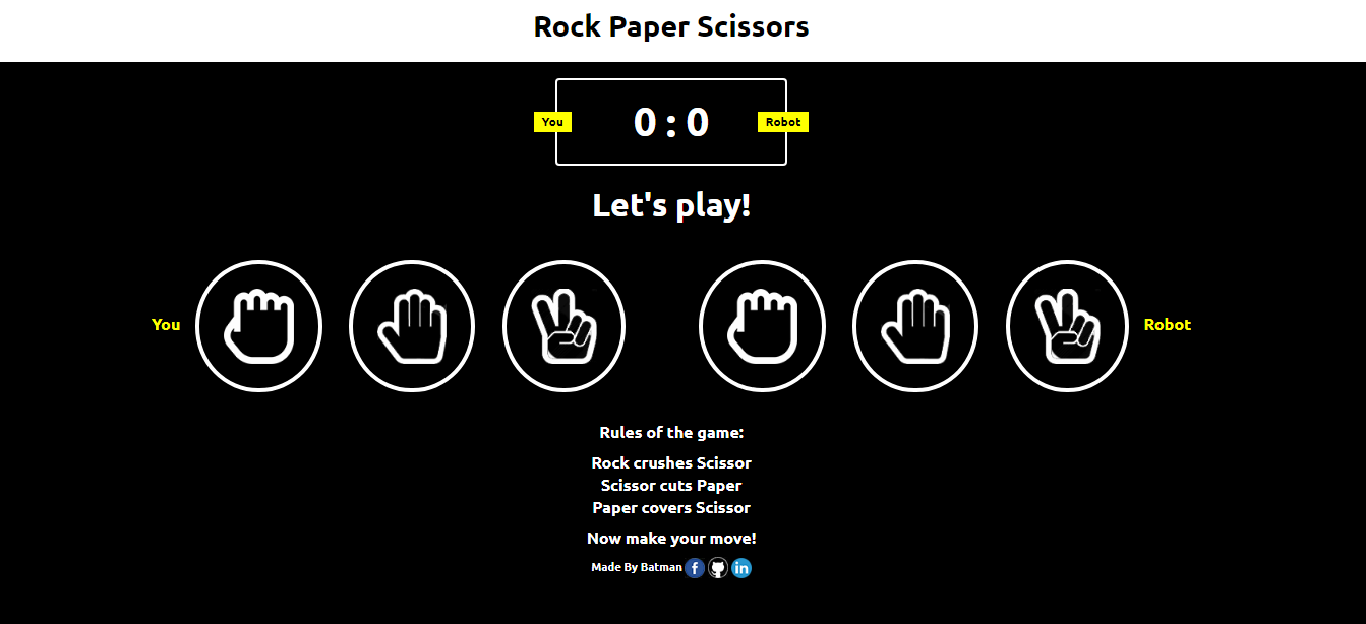 Rock Paper Scissors
You
0 : 0
Robot
Let's play!
You
Robot
Rules of the game:
Rock crushes Scissor
Scissor cuts Paper
Paper covers Scissor
Now make your move!
Made By Batman f in